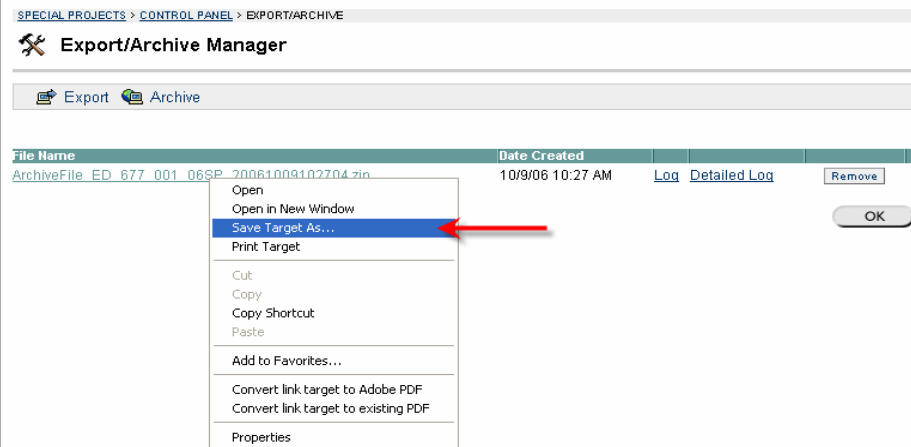 SPECIAL PROJECTS > CONTROL PANEL > EXPORT/ARCHIVE
Export/Archive Manager
Export Archive
File Name Date Created
ArchiveFile_ED_677_001_06SP_20061009102704.zip 10/9/06 10:27 AM Log Detailed Log Remove
OK
Open
Open in New Window
Save Target As...
Print Target
Cut
Copy
Copy Shortcut
Paste
Add to Favorites...
Convert link target to Adobe PDF
Convert link target to existing PDF
Properties